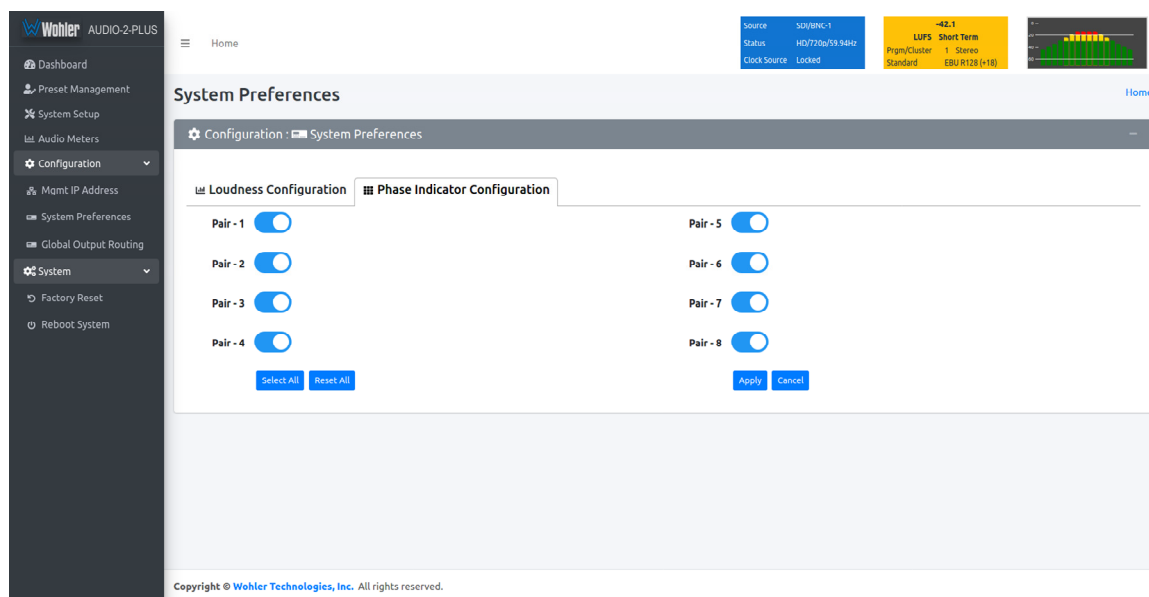 Wohler AUDIO-2-PLUS
Dashboard
Preset Management
System Setup
Audio Meters
Configuration
Mgmt IP Address
System Preferences
Global Output Routing
System
Factory Reset
Reboot System
Home
Source SDI/BNC-1
Status HD/720p/59.94Hz
Clock Source Locked
-42.1
LUFS Short Term
Prgm/Cluster 1 Stereo
Standard EBU R128 (+18)
System Preferences
Home
Configuration : System Preferences
Loudness Configuration
Phase Indicator Configuration
Pair - 1
Pair - 5
Pair - 2
Pair - 6
Pair - 3
Pair - 7
Pair - 4
Pair - 8
Select All Reset All
Apply Cancel
Copyright © Wohler Technologies, Inc. All rights reserved.